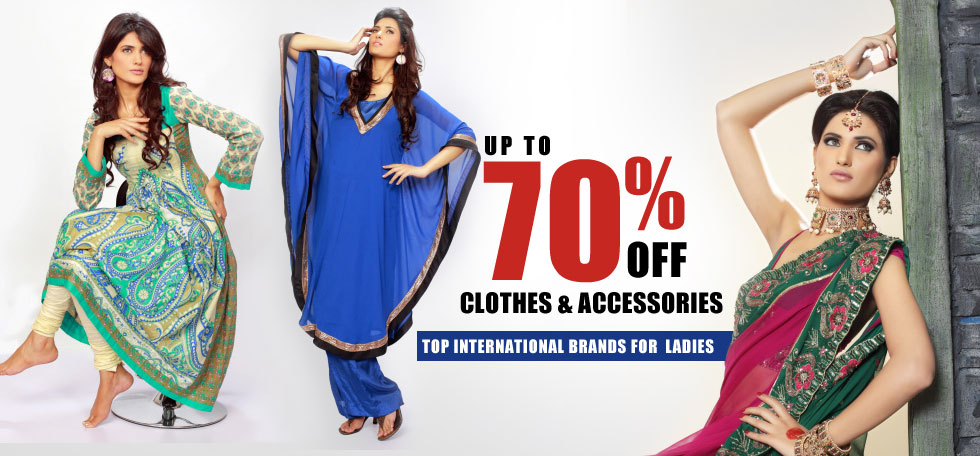 UP TO
70% OFF
CLOTHES & ACCESSORIES
TOP INTERNATIONAL BRANDS FOR LADIES